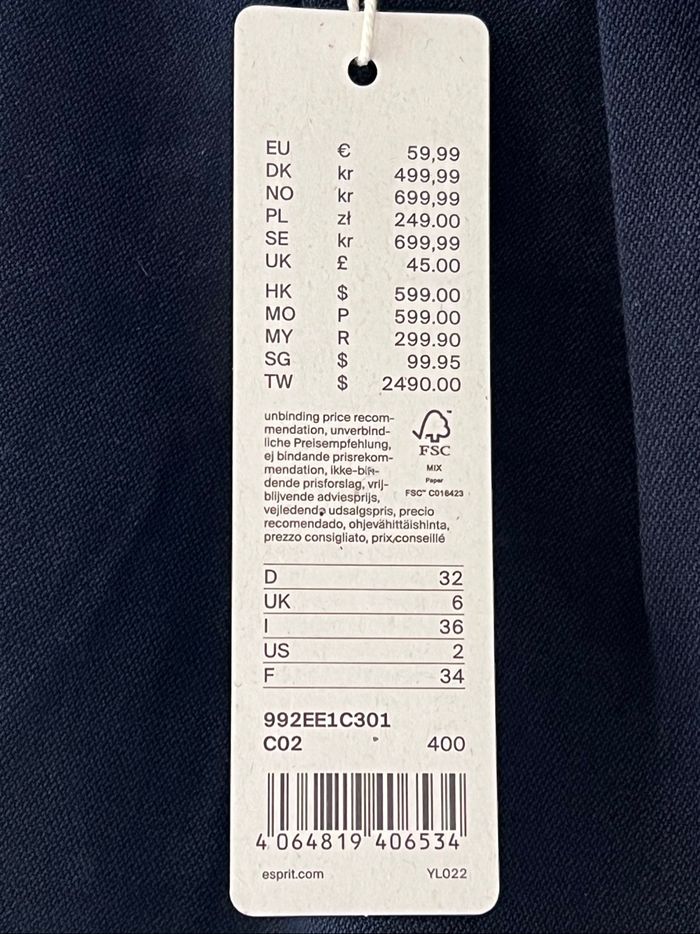 EU € 59,99
DK kr 499,99
NO kr 699,99
PL zł 249.00
SE kr 699,99
UK £ 45.00
HK $ 599.00
MO P 599.00
MY R 299.90
SG $ 99.95
TW $ 2490.00
unbinding price recom-
mendation, unverbind-
liche Preisempfehlung,
ej bindande prisrekom-
mendation, ikke-bin-
dende prisforslag, vrij-
blijvende adviesprijs,
vejledende udsalgspris, precio
recomendado, ohjevähittäishinta,
prezzo consigliato, prix conseillé
FSC™
MIX
Paper
FSC™ C016423
D 32
UK 6
I 36
US 2
F 34
992EE1C301
C02 400
4 064819 406534
esprit.com YL022